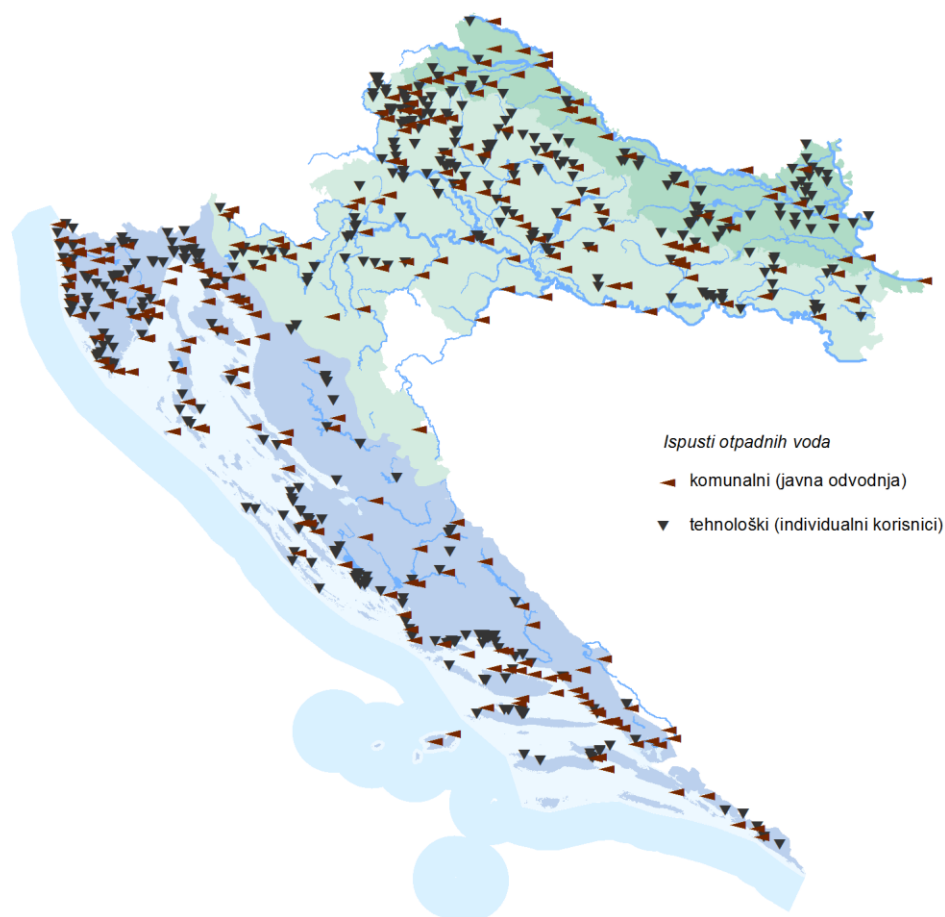 Ispusti otpadnih voda
komunalni (javna odvodnja)
tehnološki (individualni korisnici)